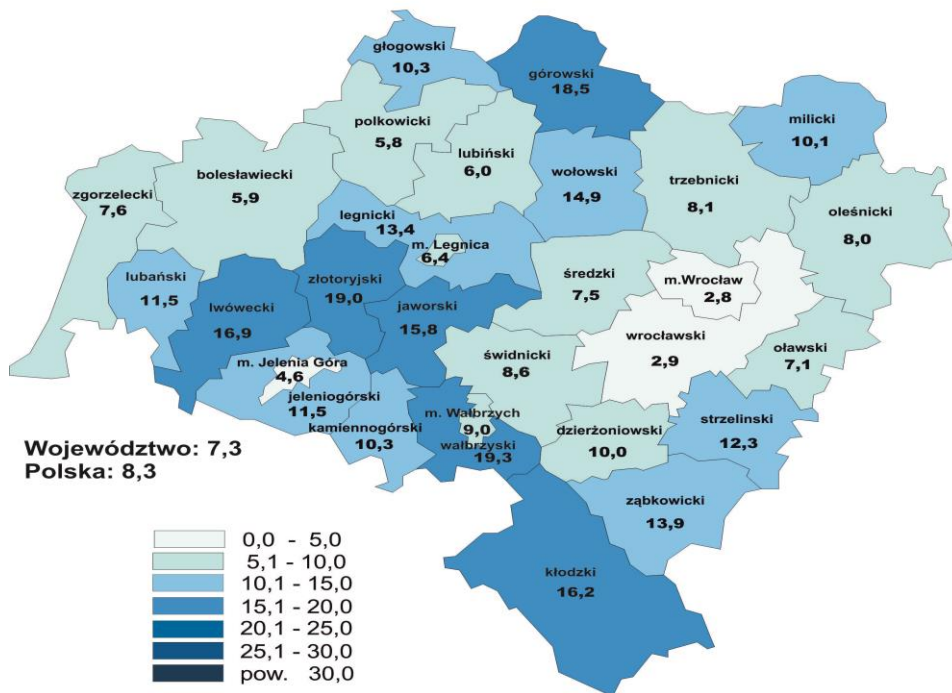 głogowski
10,3
górowski
18,5
polkowicki
5,8
milicki
10,1
lubiński
6,0
zgorzelecki
7,6
bolesławiecki
5,9
wołowski
14,9
trzebnicki
8,1
oleśnicki
8,0
legnicki
13,4
m. Legnica
6,4
lubański
11,5
złotoryjski
19,0
średzki
7,5
m.Wrocław
2,8
lwówecki
16,9
jaworski
15,8
wrocławski
2,9
oławski
7,1
m. Jelenia Góra
4,6
świdnicki
8,6
jeleniogórski
11,5
m. Wałbrzych
9,0
strzelinski
12,3
kamiennogórski
10,3
dzierżoniowski
10,0
wałbrzyski
19,3
Województwo: 7,3
Polska: 8,3
ząbkowicki
13,9
kłodzki
16,2
0,0 - 5,0
5,1 - 10,0
10,1 - 15,0
15,1 - 20,0
20,1 - 25,0
25,1 - 30,0
pow. 30,0